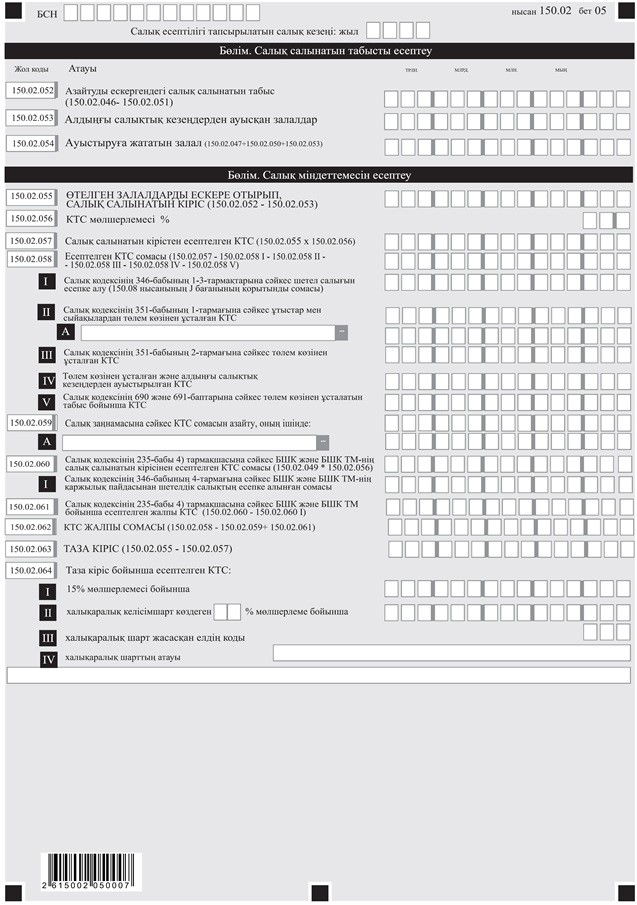 БСН
нысан 150.02 бет 05
Салық есептілігі тапсырылатын салық кезеңі: жыл
Бөлім. Салық салынатын табысты есептеу
Жол коды Атауы трлн. млрд. млн. мың
150.02.052 Азайтуды ескергендегі салық салынатын табыс
(150.02.046- 150.02.051)
150.02.053 Алдыңғы салықтық кезеңдерден ауысқан залалдар
150.02.054 Ауыстыруға жататын залал (150.02.047+150.02.050+150.02.053)
Бөлім. Салық міндеттемесін есептеу
150.02.055 ӨТЕЛГЕН ЗАЛАЛДАРДЫ ЕСКЕРЕ ОТЫРЫП,
САЛЫҚ САЛЫНАТЫН КІРІС (150.02.052 - 150.02.053)
150.02.056 КТС мөлшерлемесі %
150.02.057 Салық салынатын кірістен есептелген КТС (150.02.055 х 150.02.056)
150.02.058 Есептелген КТС сомасы (150.02.057 - 150.02.058 I - 150.02.058 II -
- 150.02.058 III - 150.02.058 IV - 150.02.058 V)
I Салық кодексінің 346-бабының 1-3-тармақтарына сәйкес шетел салығын
есепке алу (150.08 нысанының J бағанының қорытынды сомасы)
II Салық кодексінің 351-бабының 1-тармағына сәйкес ұтыстар мен
сыйақылардан төлем көзінен ұсталған КТС
A –
III Салық кодексінің 351-бабының 2-тармағына сәйкес төлем көзінен
ұсталған КТС
IV Төлем көзінен ұсталған және алдыңғы салықтық
кезеңдерден ауыстырылған КТС
V Салық кодексінің 690 және 691-баптарына сәйкес төлем көзінен ұсталатын
табыс бойынша КТС
150.02.059 Салық заңнамасына сәйкес КТС сомасын азайту, оның ішінде:
A –
150.02.060 Салық кодексінің 235-бабы 4) тармақшасына сәйкес БШК және БШК ТМ-нің
салық салынатын кірісінен есептелген КТС сомасы (150.02.049 * 150.02.056)
I Салық кодексінің 346-бабының 4-тармағына сәйкес БШК және БШК ТМ-нің
қаржылық пайдасынан шетелдік салықтың есепке алынған сомасы
150.02.061 Салық кодексінің 235-бабы 4) тармақшасына сәйкес БШК және БШК ТМ
бойынша есептелген жалпы КТС (150.02.060 - 150.02.060 I)
150.02.062 КТС ЖАЛПЫ СОМАСЫ (150.02.058 - 150.02.059+ 150.02.061)
150.02.063 ТАЗА КІРІС (150.02.055 - 150.02.057)
150.02.064 Таза кіріс бойынша есептелген КТС:
I 15% мөлшерлемесі бойынша
II халықаралық келісімшарт көздеген % мөлшерлеме бойынша
III халықаралық шарт жасасқан елдің коды
IV халықаралық шарттың атауы
2 615002 050007